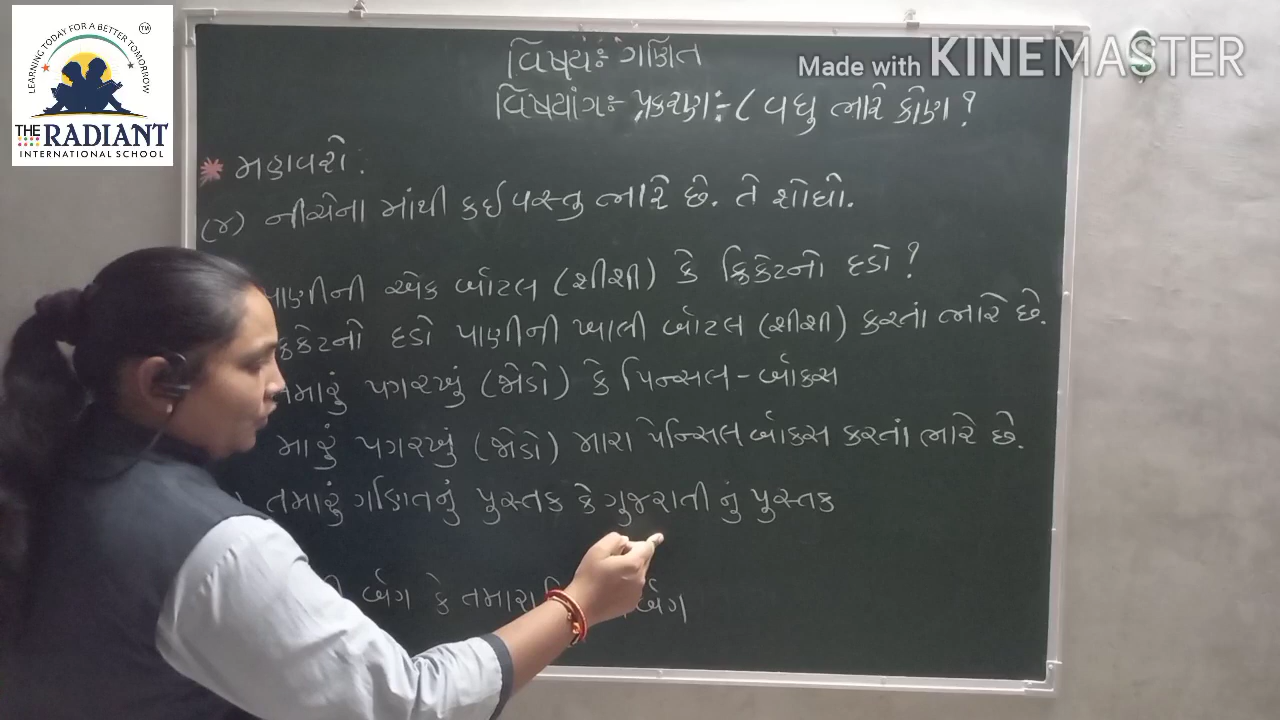 LEARNING TODAY FOR A BETTER TOMORROW
TM
THE RADIANT
INTERNATIONAL SCHOOL
Made with KINEMASTER
વિષય:- ગણિત
વિષયાંગ:- પ્રકરણ:- (વધુ ભારે કોણ?
* મહાવરો:
(૪) નીચેના માંથી કઈ વસ્તુ ભારે છે. તે શોધો.
પાણીની એક બૉટલ (શીશી) કે ક્રિકેટનો દડો?
ક્રિકેટનો દડો પાણીની ખાલી બૉટલ (શીશી) કરતાં ભારે છે.
તમારું પગરખું (જોડો) કે પેન્સિલ-બૉક્સ
મારું પગરખું (જોડો) મારા પેન્સિલ બૉક્સ કરતાં ભારે છે.
તમારું ગણિતનું પુસ્તક કે ગુજરાતી નું પુસ્તક
બૅગ કે તમારા બૅગ